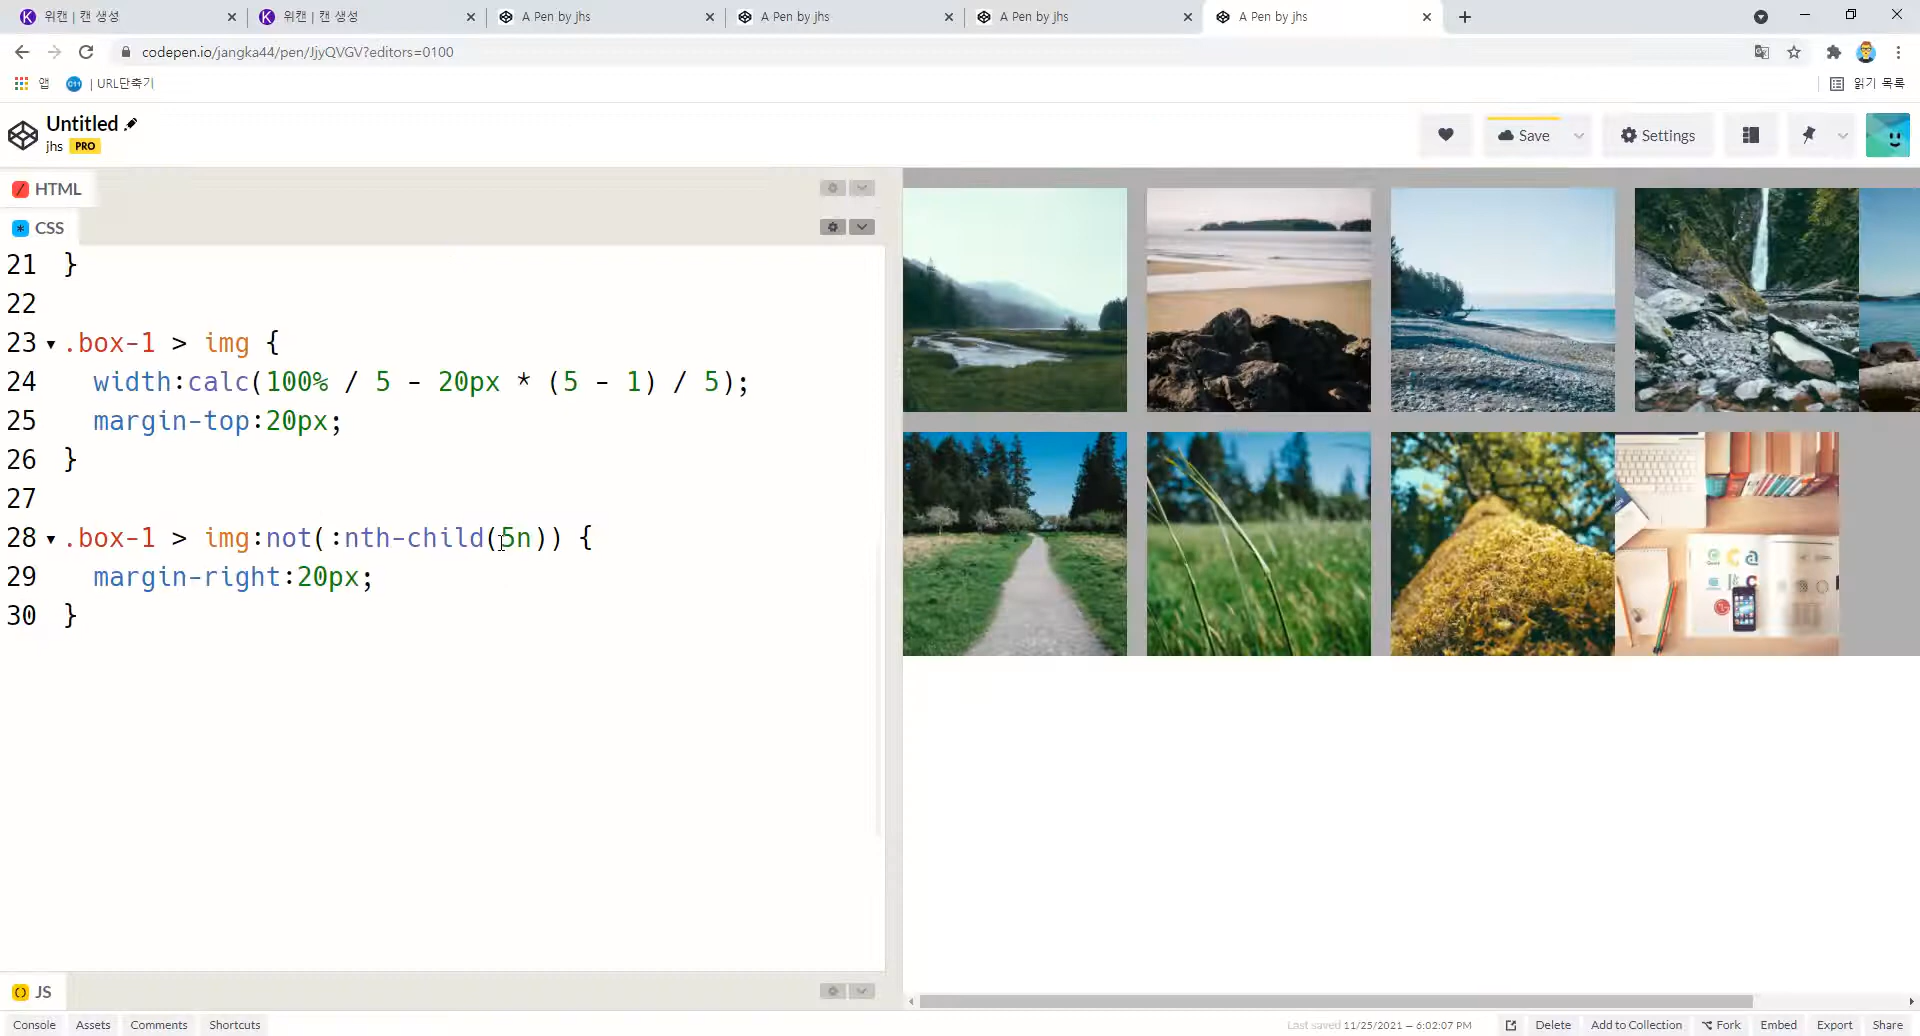 위캔 | 캔 생성
위캔 | 캔 생성
A Pen by jhs
A Pen by jhs
A Pen by jhs
A Pen by jhs
codepen.io/jangka44/pen/JjyQVGV?editors=0100
앱
| URL단축기
읽기 목록
Untitled
jhs PRO
Save
Settings
HTML
CSS
21 }
22
23 .box-1 > img {
24 width:calc(100% / 5 - 20px * (5 - 1) / 5);
25 margin-top:20px;
26 }
27
28 .box-1 > img:not(:nth-child(5n)) {
29 margin-right:20px;
30 }
JS
Console Assets Comments Shortcuts
Last saved 11/25/2021 — 6:02:07 PM
Delete Add to Collection Fork Embed Export Share